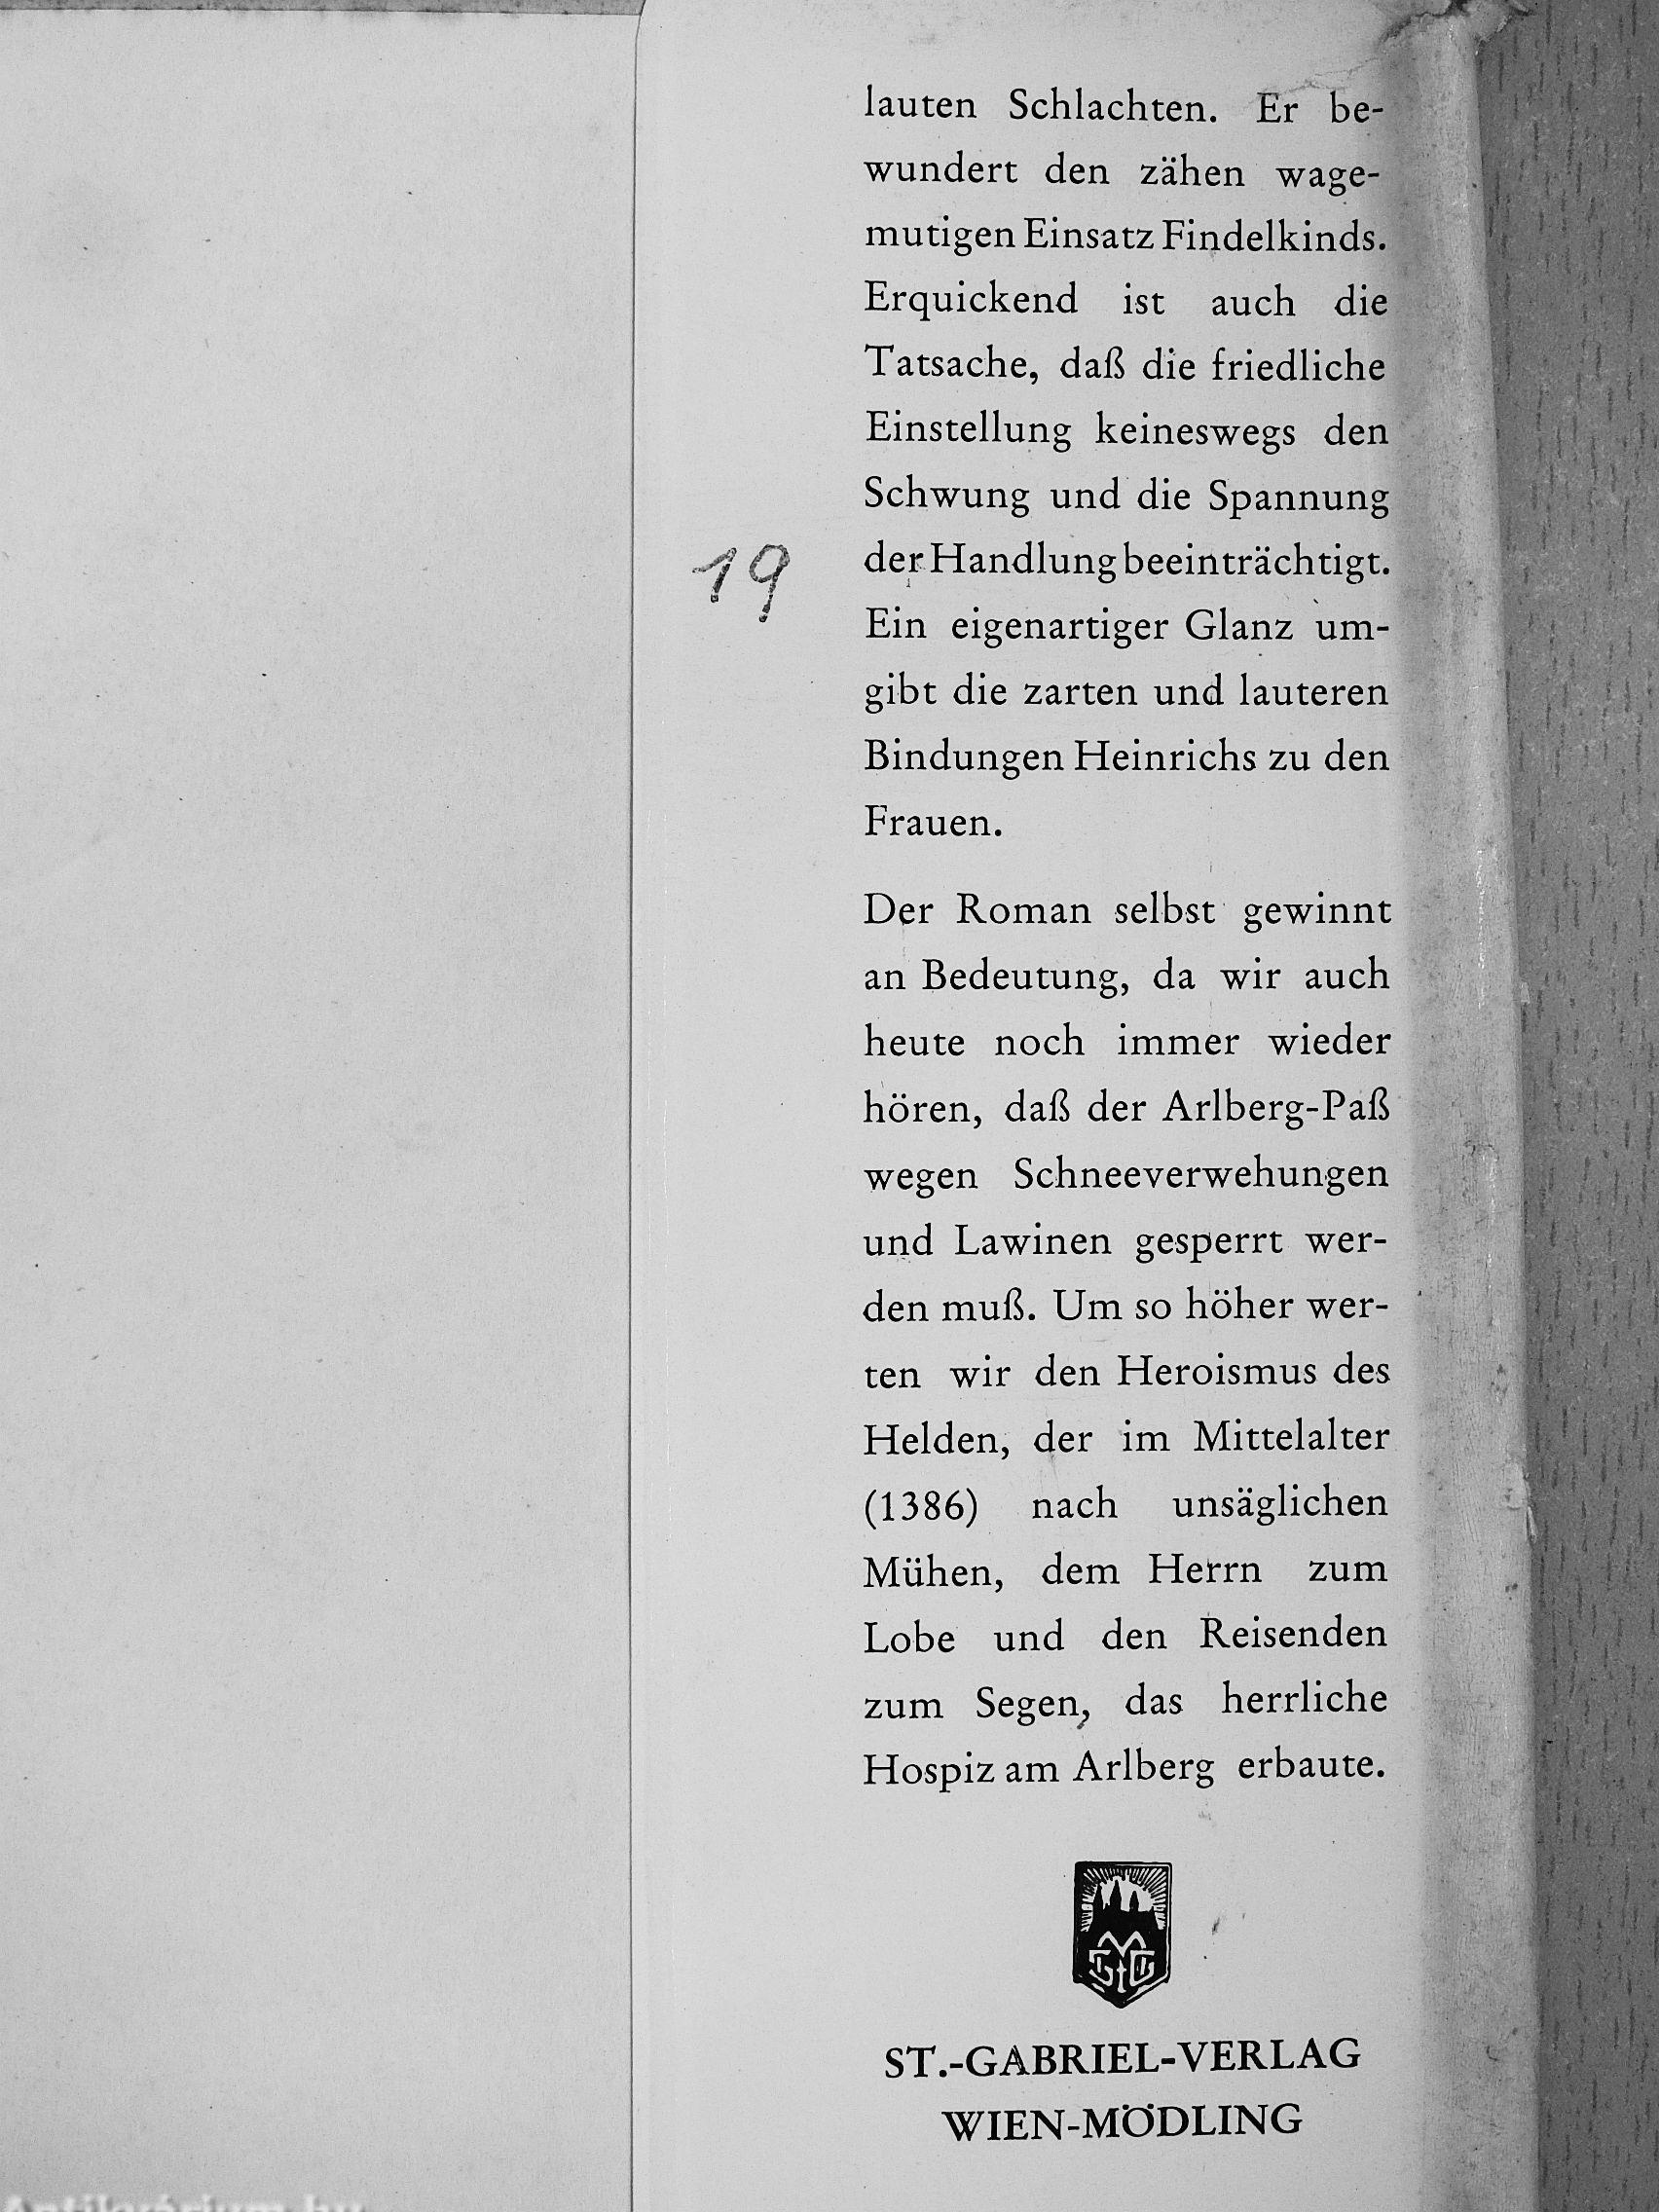 lauten Schlachten. Er be-
wundert den zähen wage-
mutigen Einsatz Findelkinds.
Erquickend ist auch die
Tatsache, daß die friedliche
Einstellung keineswegs den
Schwung und die Spannung
der Handlung beeinträchtigt.
Ein eigenartiger Glanz um-
gibt die zarten und lauteren
Bindungen Heinrichs zu den
Frauen.
19
Der Roman selbst gewinnt
an Bedeutung, da wir auch
heute noch immer wieder
hören, daß der Arlberg-Paß
wegen Schneeverwehungen
und Lawinen gesperrt wer-
den muß. Um so höher wer-
ten wir den Heroismus des
Helden, der im Mittelalter
(1386) nach unsäglichen
Mühen, dem Herrn zum
Lobe und den Reisenden
zum Segen, das herrliche
Hospiz am Arlberg erbaute.
ST.-GABRIEL-VERLAG
WIEN-MÖDLING